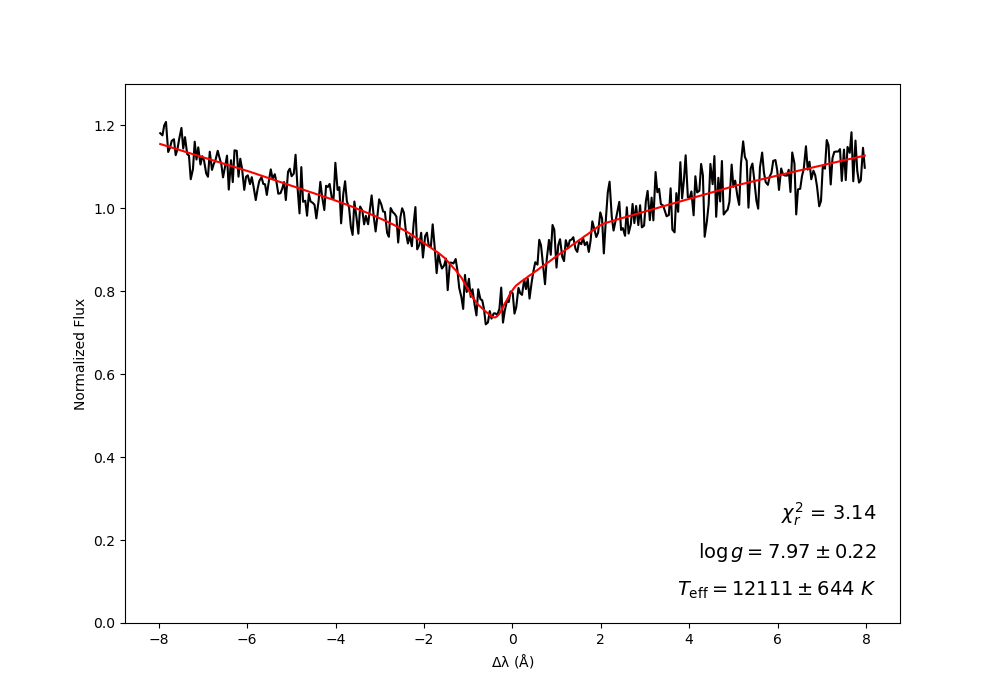 1.2
1.0
0.8
0.6
0.4
0.2
0.0
Normalized Flux
χ²ᵣ = 3.14
log g = 7.97 ± 0.22
T_eff = 12111 ± 644 K
−8 −6 −4 −2 0 2 4 6 8
Δλ (Å)